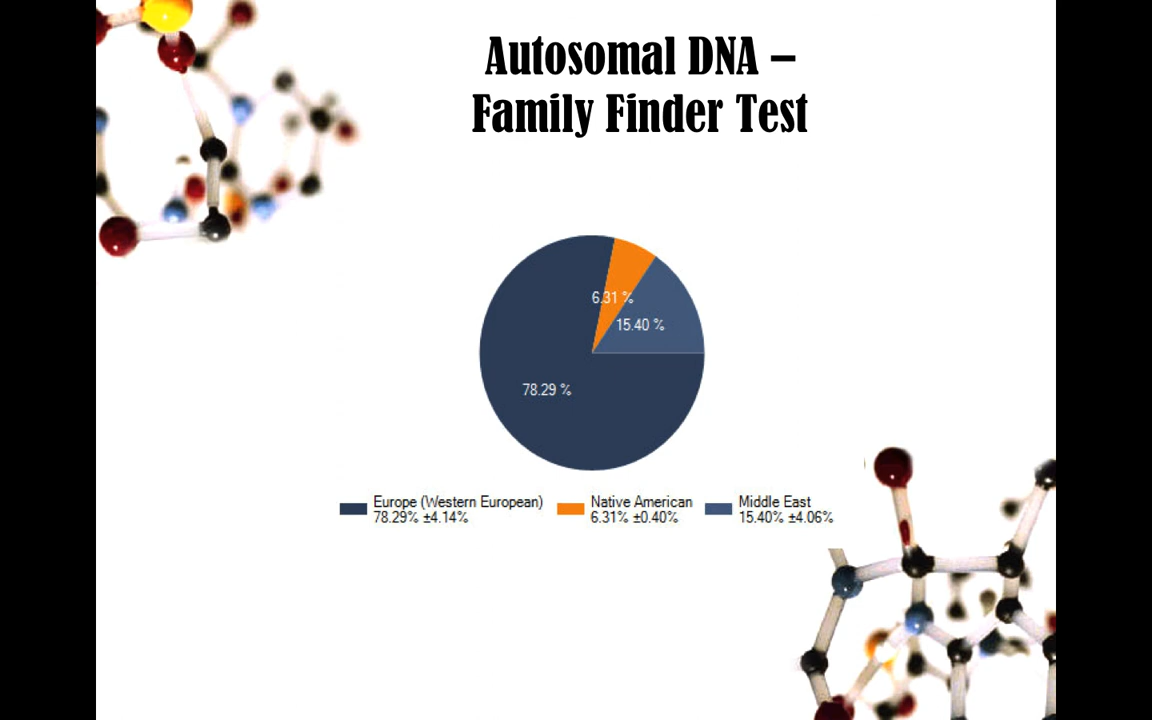 Autosomal DNA –
Family Finder Test
6.31 %
15.40 %
78.29 %
Europe (Western European)
78.29% ±4.14%
Native American
6.31% ±0.40%
Middle East
15.40% ±4.06%